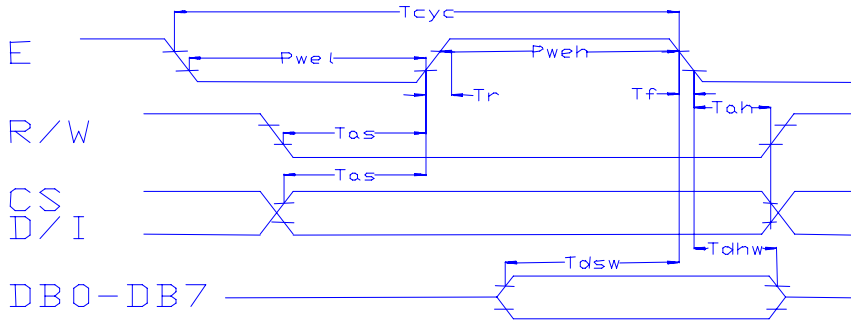 Tcyc
E
Pwel
Pweh
Tr
Tf
Tah
R/W
Tas
Tas
CS
D/I
Tdhw
Tdsw
DB0-DB7